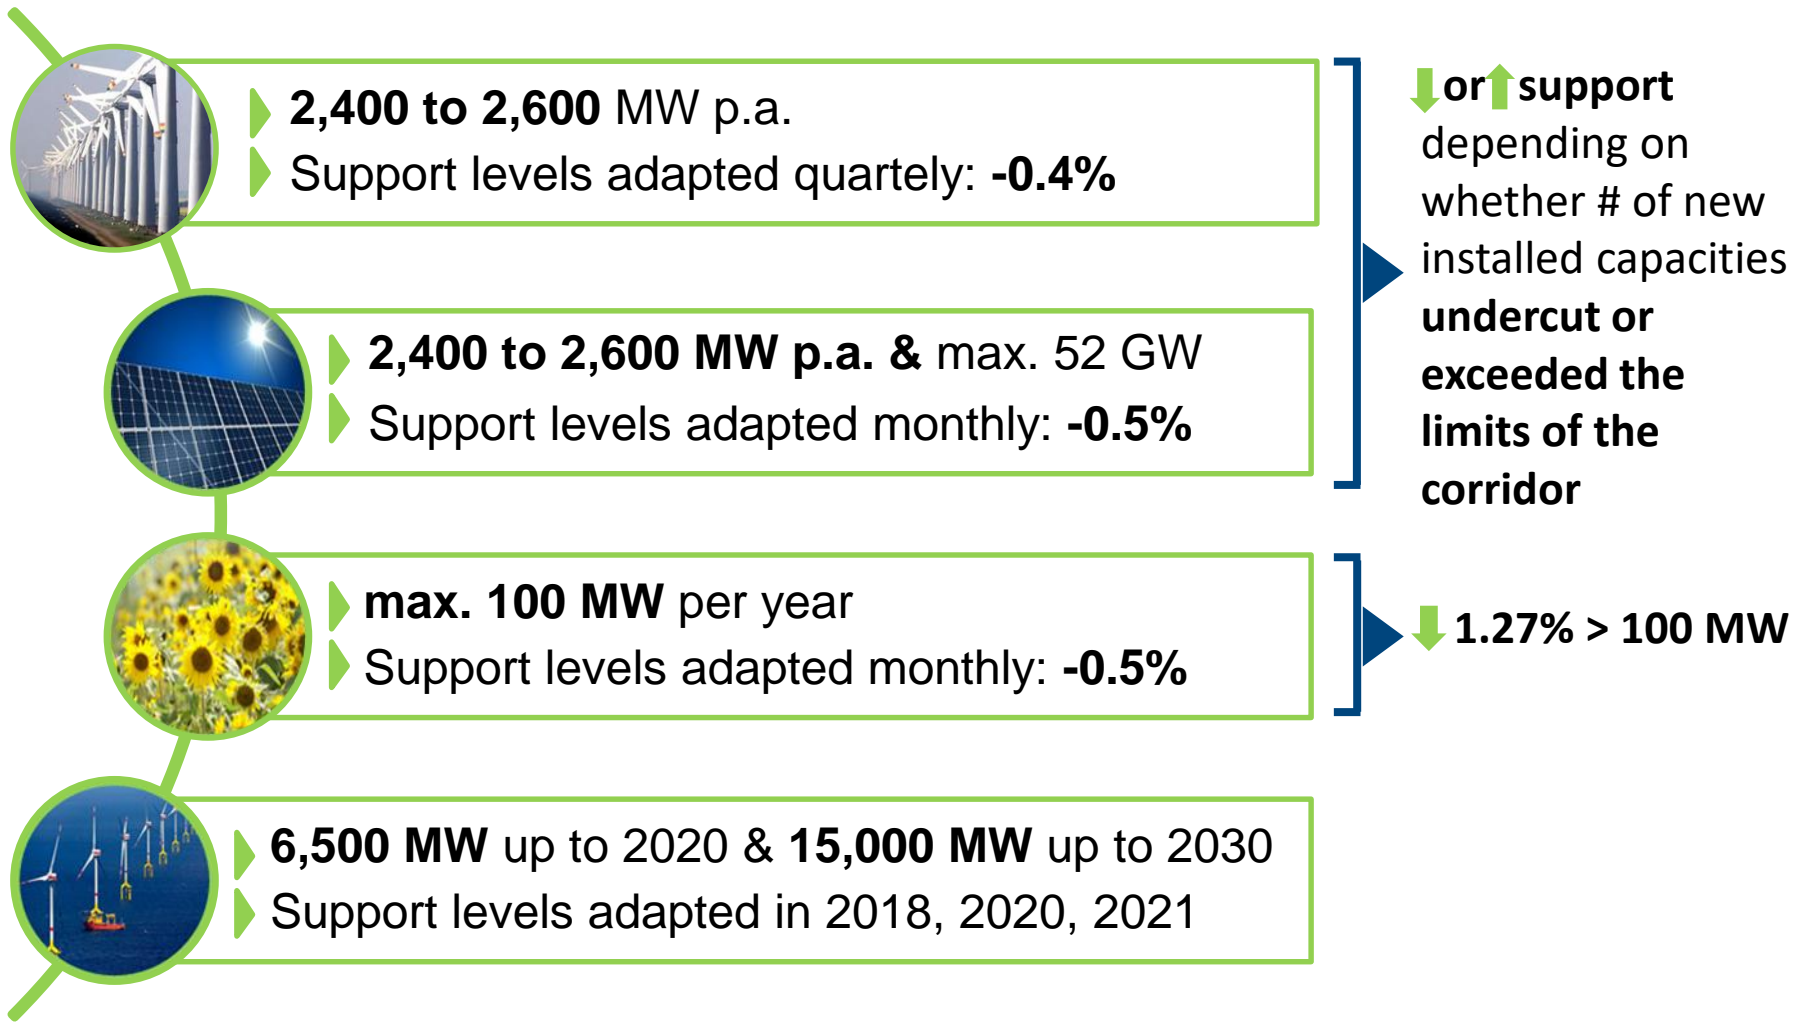 2,400 to 2,600 MW p.a.
Support levels adapted quartely: -0.4%
2,400 to 2,600 MW p.a. & max. 52 GW
Support levels adapted monthly: -0.5%
or support
depending on
whether # of new
installed capacities
undercut or
exceeded the
limits of the
corridor
max. 100 MW per year
Support levels adapted monthly: -0.5%
1.27% > 100 MW
6,500 MW up to 2020 & 15,000 MW up to 2030
Support levels adapted in 2018, 2020, 2021